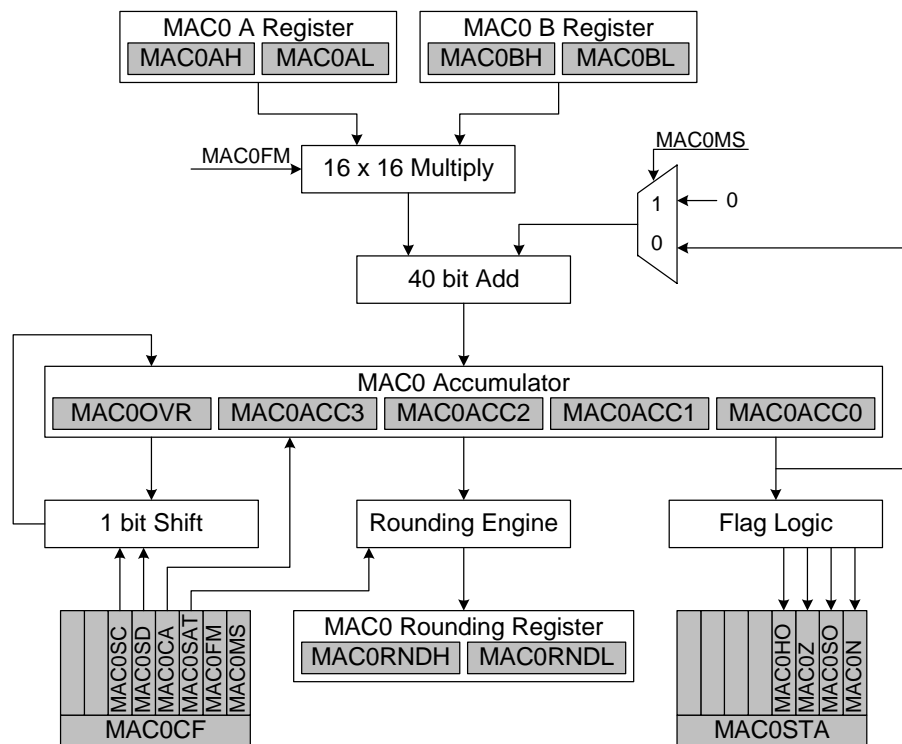 MAC0 A Register
MAC0AH MAC0AL
MAC0 B Register
MAC0BH MAC0BL
MAC0FM
16 x 16 Multiply
MAC0MS
1
0
0
40 bit Add
MAC0 Accumulator
MAC0OVR MAC0ACC3 MAC0ACC2 MAC0ACC1 MAC0ACC0
1 bit Shift
Rounding Engine
Flag Logic
MAC0SC
MAC0SD
MAC0CA
MAC0SAT
MAC0FM
MAC0MS
MAC0CF
MAC0 Rounding Register
MAC0RNDH MAC0RNDL
MAC0HO
MAC0Z
MAC0SO
MAC0N
MAC0STA